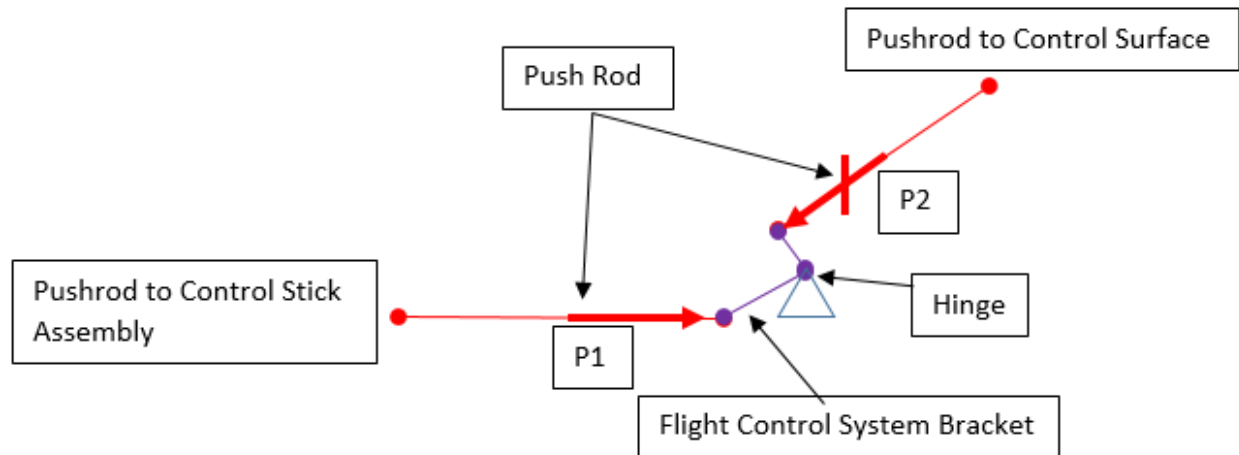 Pushrod to Control Surface
Push Rod
P2
Pushrod to Control Stick
Assembly
Hinge
P1
Flight Control System Bracket